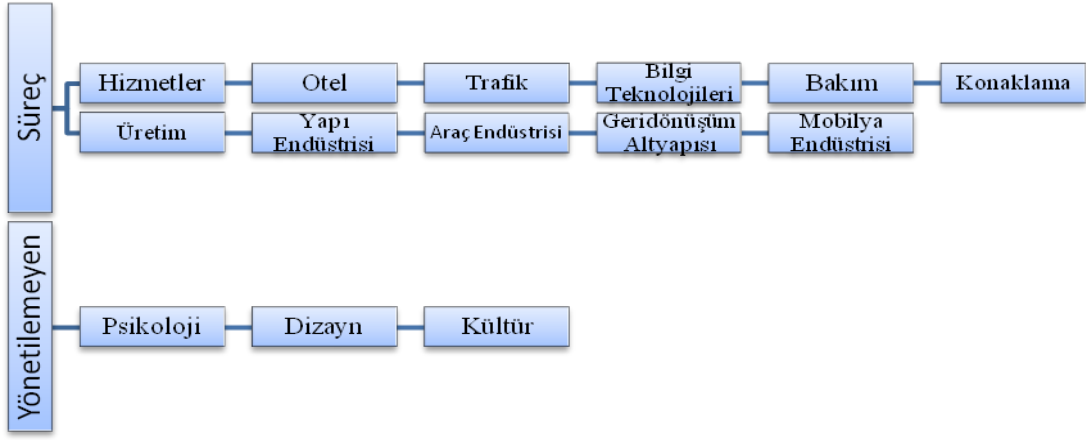 Süreç
Hizmetler
Otel
Trafik
Bilgi
Teknolojileri
Bakım
Konaklama
Üretim
Yapı
Endüstrisi
Araç Endüstrisi
Geridönüşüm
Altyapısı
Mobilya
Endüstrisi
Yönetilemeyen
Psikoloji
Dizayn
Kültür